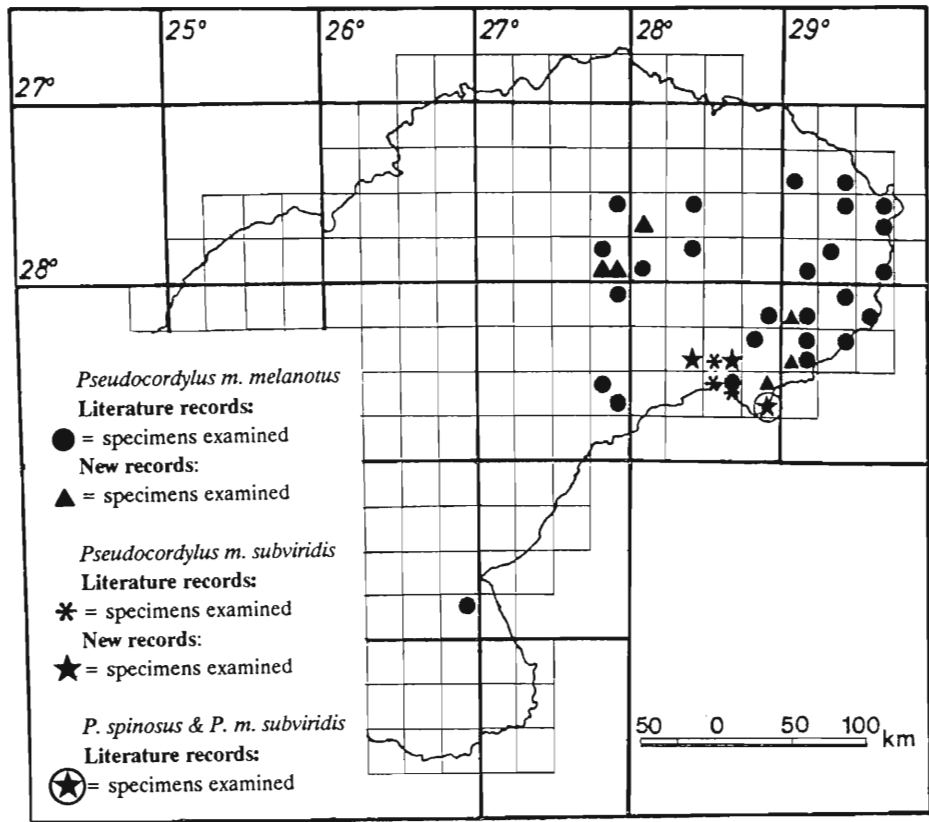 25° 26° 27° 28° 29°
27°
28°
Pseudocordylus m. melanotus
Literature records:
= specimens examined
New records:
= specimens examined
Pseudocordylus m. subviridis
Literature records:
= specimens examined
New records:
= specimens examined
P. spinosus & P. m. subviridis
Literature records:
= specimens examined
50 0 50 100 km